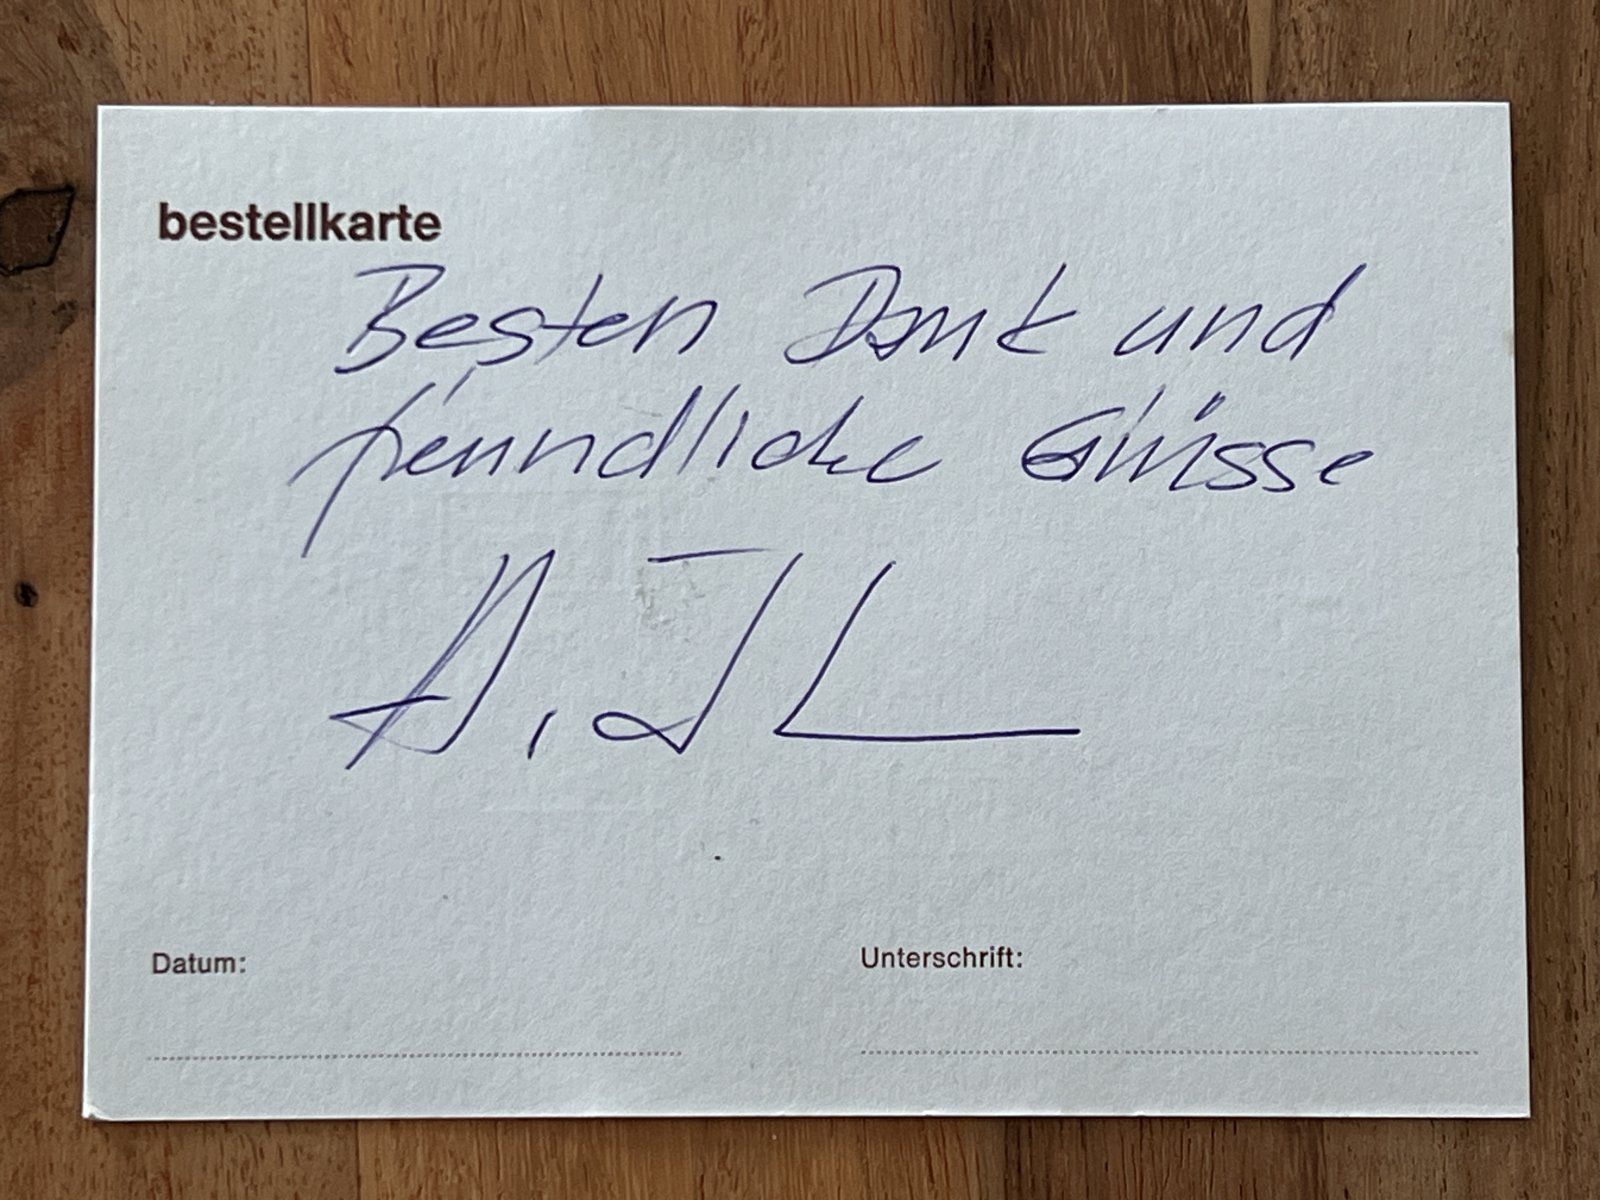 bestellkarte
Besten Dank und
freundliche Grüsse
Datum:
Unterschrift: